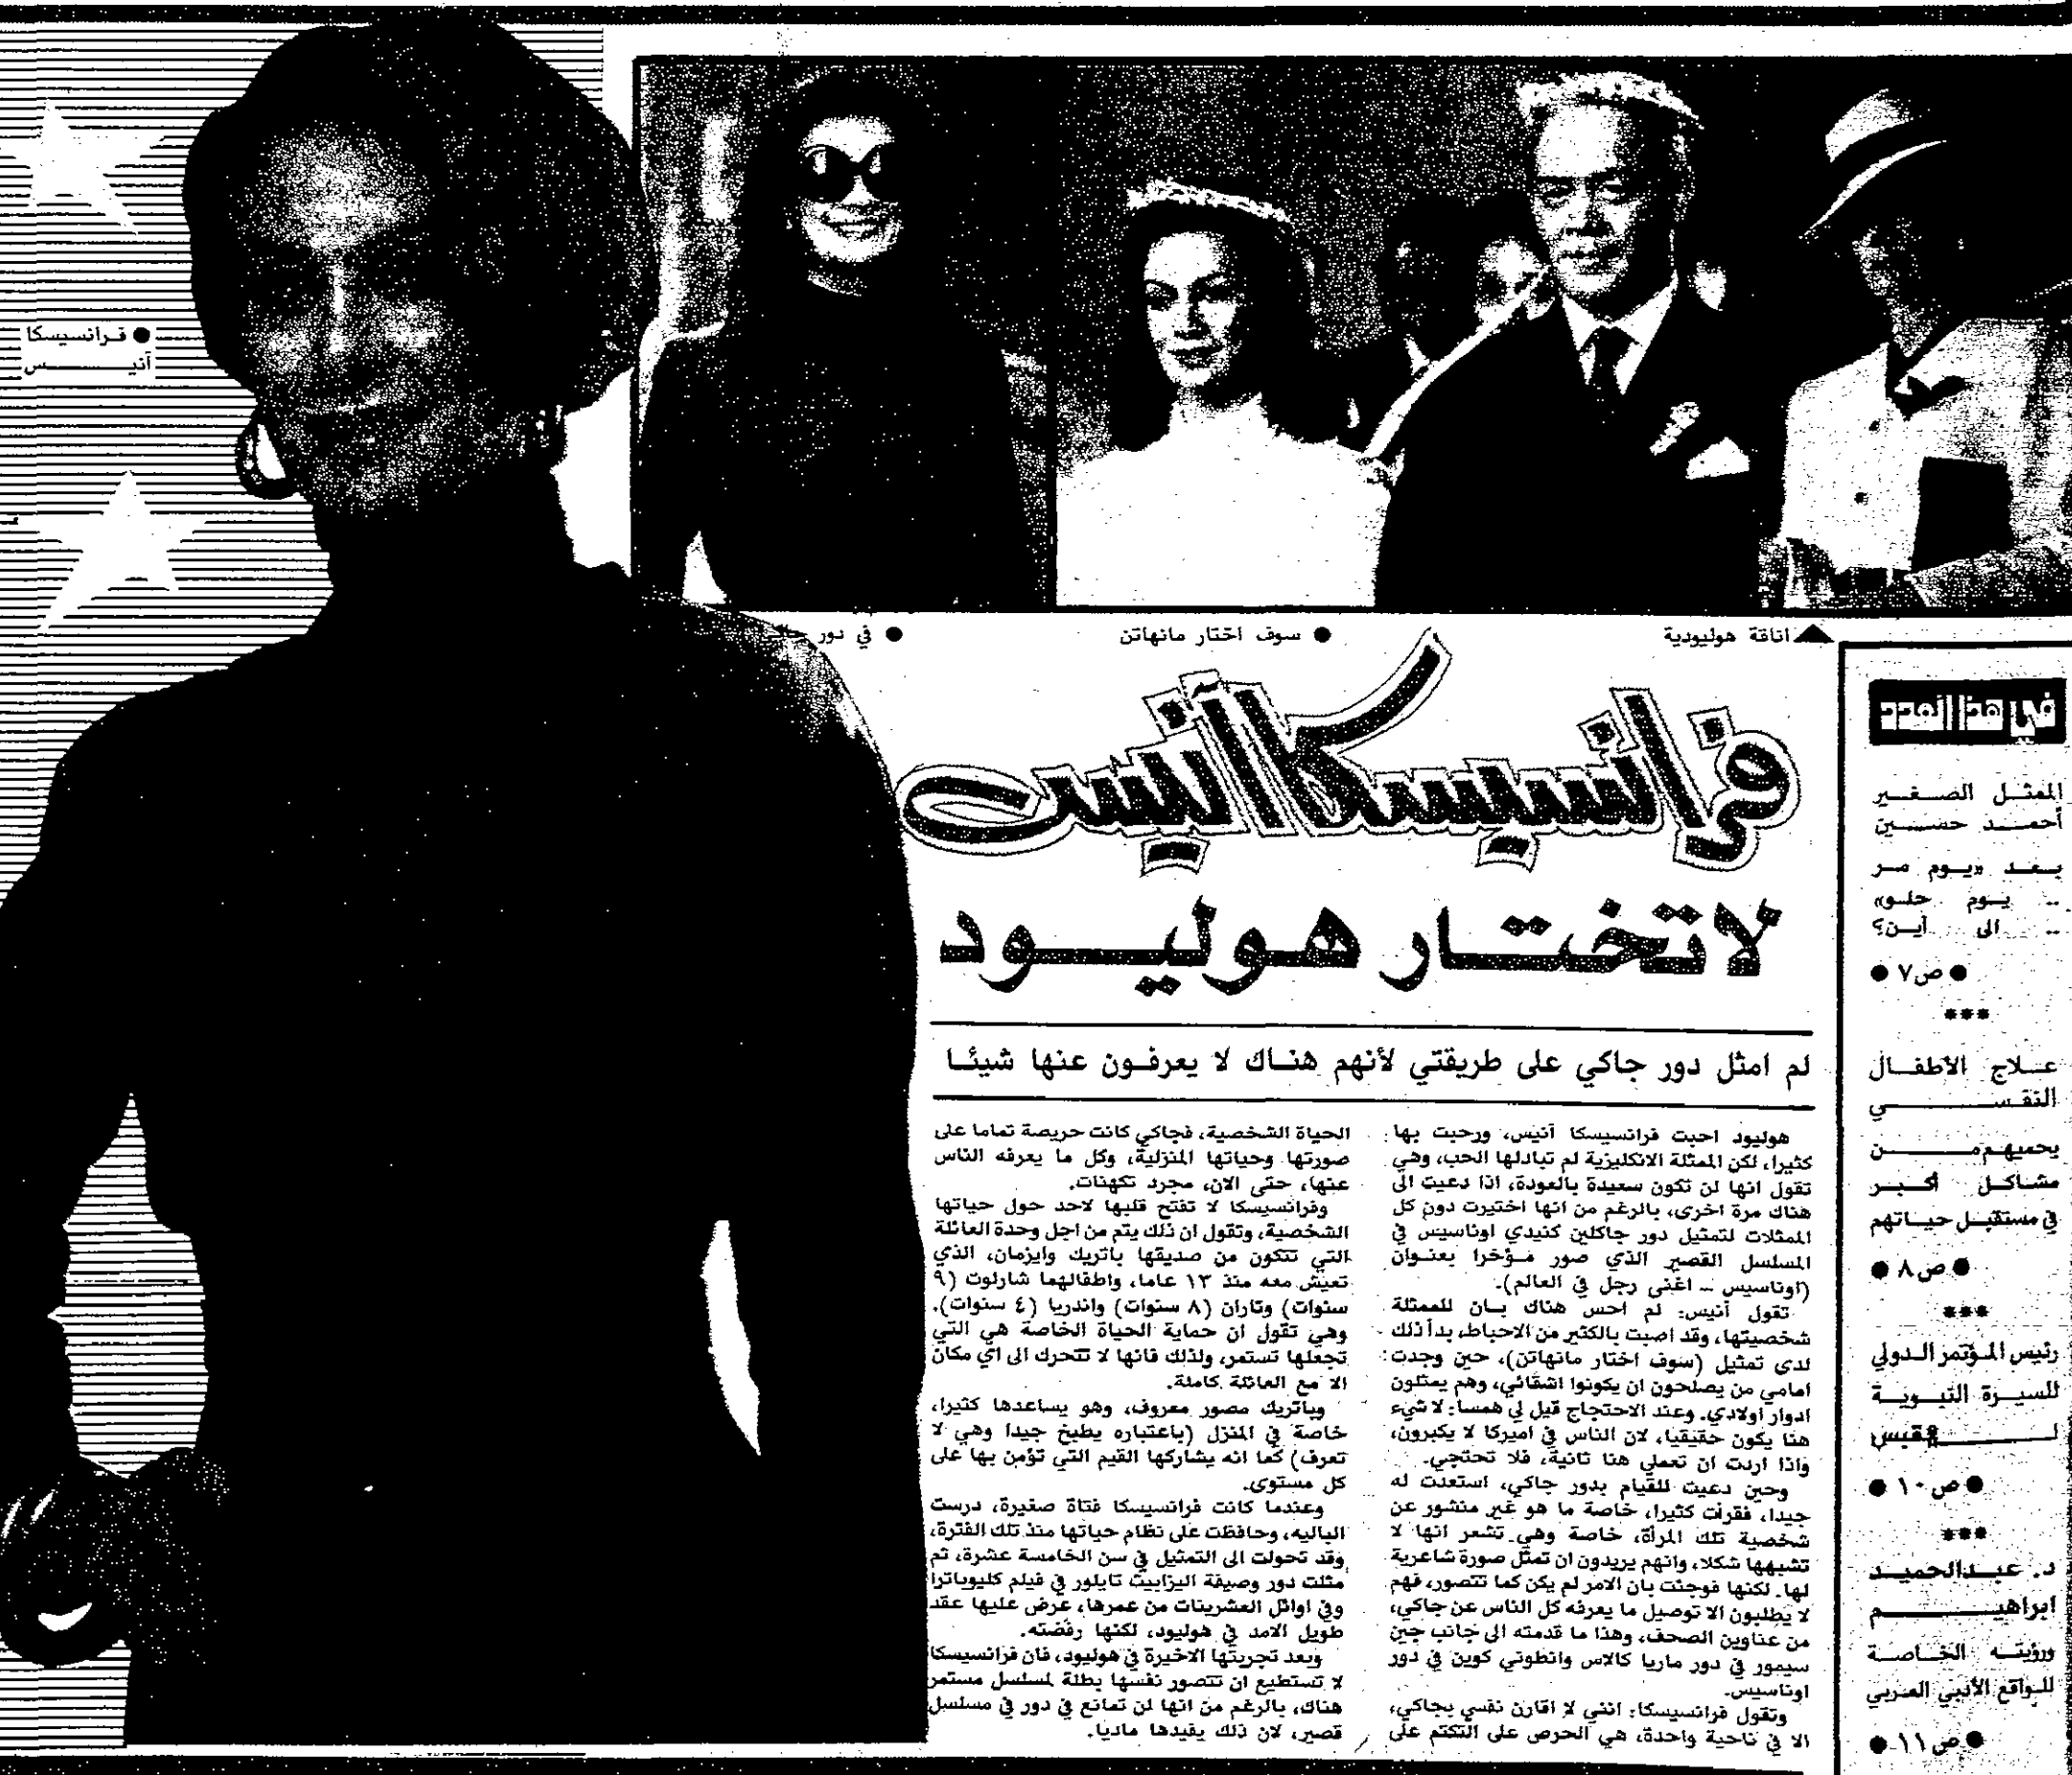 ● فرانسيسكا
آنيس
▲ اناقة هوليودية
● سوف اختار مانهاتن
● في دور
فرانسيسكا آنيس
لا تختار هوليود
لم امثل دور جاكي على طريقتي لأنهم هناك لا يعرفون عنها شيئا
هوليود احبت فرانسيسكا آنيس، ورحبت بها
كثيرا، لكن الممثلة الانكليزية لم تبادلها الحب، وهي
تقول انها لن تكون سعيدة بالعودة، اذا دعيت الى
هناك مرة اخرى، بالرغم من انها اختيرت دون كل
الممثلات لتمثيل دور جاكلين كنيدي اوناسيس في
المسلسل القصير الذي صور مؤخرا بعنوان
(اوناسيس ــ اغنى رجل في العالم).
تقول آنيس: لم احس هناك بان للممثلة
شخصيتها، وقد اصبت بالكثير من الاحباط، بدأ ذلك
لدى تمثيل (سوف اختار مانهاتن)، حين وجدت
امامي من يصلحون ان يكونوا اشقائي، وهم يمثلون
ادوار اولادي. وعند الاحتجاج قيل لي همسا: لا شيء
هنا يكون حقيقيا، لان الناس في اميركا لا يكبرون،
واذا اردت ان تعملي هنا ثانية، فلا تحتجي.
وحين دعيت للقيام بدور جاكي، استعدت له
جيدا، فقرأت كثيرا، خاصة ما هو غير منشور عن
شخصية تلك المرأة، خاصة وهي تشعر انها لا
تشبهها شكلا، وانهم يريدون ان تمثل صورة شاعرية
لها. لكنها فوجئت بان الامر لم يكن كما تتصور، فهم
لا يطلبون الا توصيل ما يعرفه كل الناس عن جاكي،
من عناوين الصحف، وهذا ما قدمته الى جانب جين
سيمور في دور ماريا كالاس وانطوني كوين في دور
اوناسيس.
وتقول فرانسيسكا: انني لا اقارن نفسي بجاكي،
الا في ناحية واحدة، هي الحرص على التكتم على
الحياة الشخصية، فجاكي كانت حريصة تماما على
صورتها وحياتها المنزلية، وكل ما يعرفه الناس
عنها، حتى الان، مجرد تكهنات.
وفرانسيسكا لا تفتح قلبها لاحد حول حياتها
الشخصية، وتقول ان ذلك يتم من اجل وحدة العائلة
التي تتكون من صديقها باتريك وايزمان، الذي
تعيش معه منذ ١٣ عاما، واطفالهما شارلوت (٩
سنوات) وتاران (٨ سنوات) واندريا (٤ سنوات).
وهي تقول ان حماية الحياة الخاصة هي التي
تجعلها تستمر، ولذلك فانها لا تتحرك الى اي مكان
الا مع العائلة كاملة.
وباتريك مصور معروف، وهو يساعدها كثيرا،
خاصة في المنزل (باعتباره يطبخ جيدا وهي لا
تعرف) كما انه يشاركها القيم التي تؤمن بها على
كل مستوى.
وعندما كانت فرانسيسكا فتاة صغيرة، درست
الباليه، وحافظت على نظام حياتها منذ تلك الفترة،
وقد تحولت الى التمثيل في سن الخامسة عشرة، ثم
مثلت دور وصيفة اليزابيت تايلور في فيلم كليوباترا
وفي اوائل العشرينات من عمرها، عرض عليها عقد
طويل الامد في هوليود، لكنها رفضته.
وبعد تجربتها الاخيرة في هوليود، فان فرانسيسكا
لا تستطيع ان تتصور نفسها بطلة لمسلسل مستمر
هناك، بالرغم من انها لن تمانع في دور في مسلسل
قصير، لان ذلك يفيدها ماديا.
في هذا العدد
الممثل الصغير
أحمد حسين
بعد «يوم مر
.. يوم حلو»
.. الى أين؟
● ص ٧ ●
***
علاج الأطفال
النفسي
يحميهم من
مشاكل أكبر
في مستقبل حياتهم
● ص ٨ ●
***
رئيس المؤتمر الدولي
للسيرة النبوية
لـ القبس
● ص ١٠ ●
***
د. عبدالحميد
ابراهيم
ورؤيته الخاصة
للواقع الأدبي العربي
● ص ١١ ●